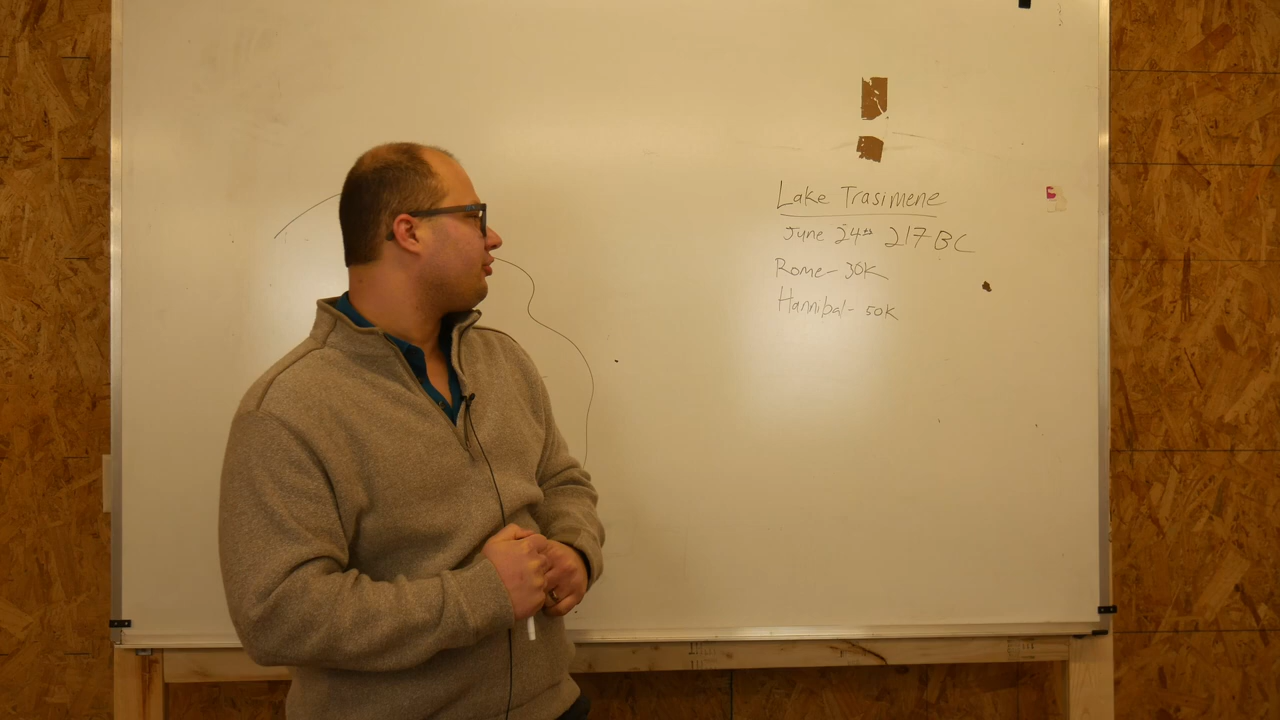 Lake Trasimene
June 24th 217 BC
Rome- 30K
Hannibal- 50K